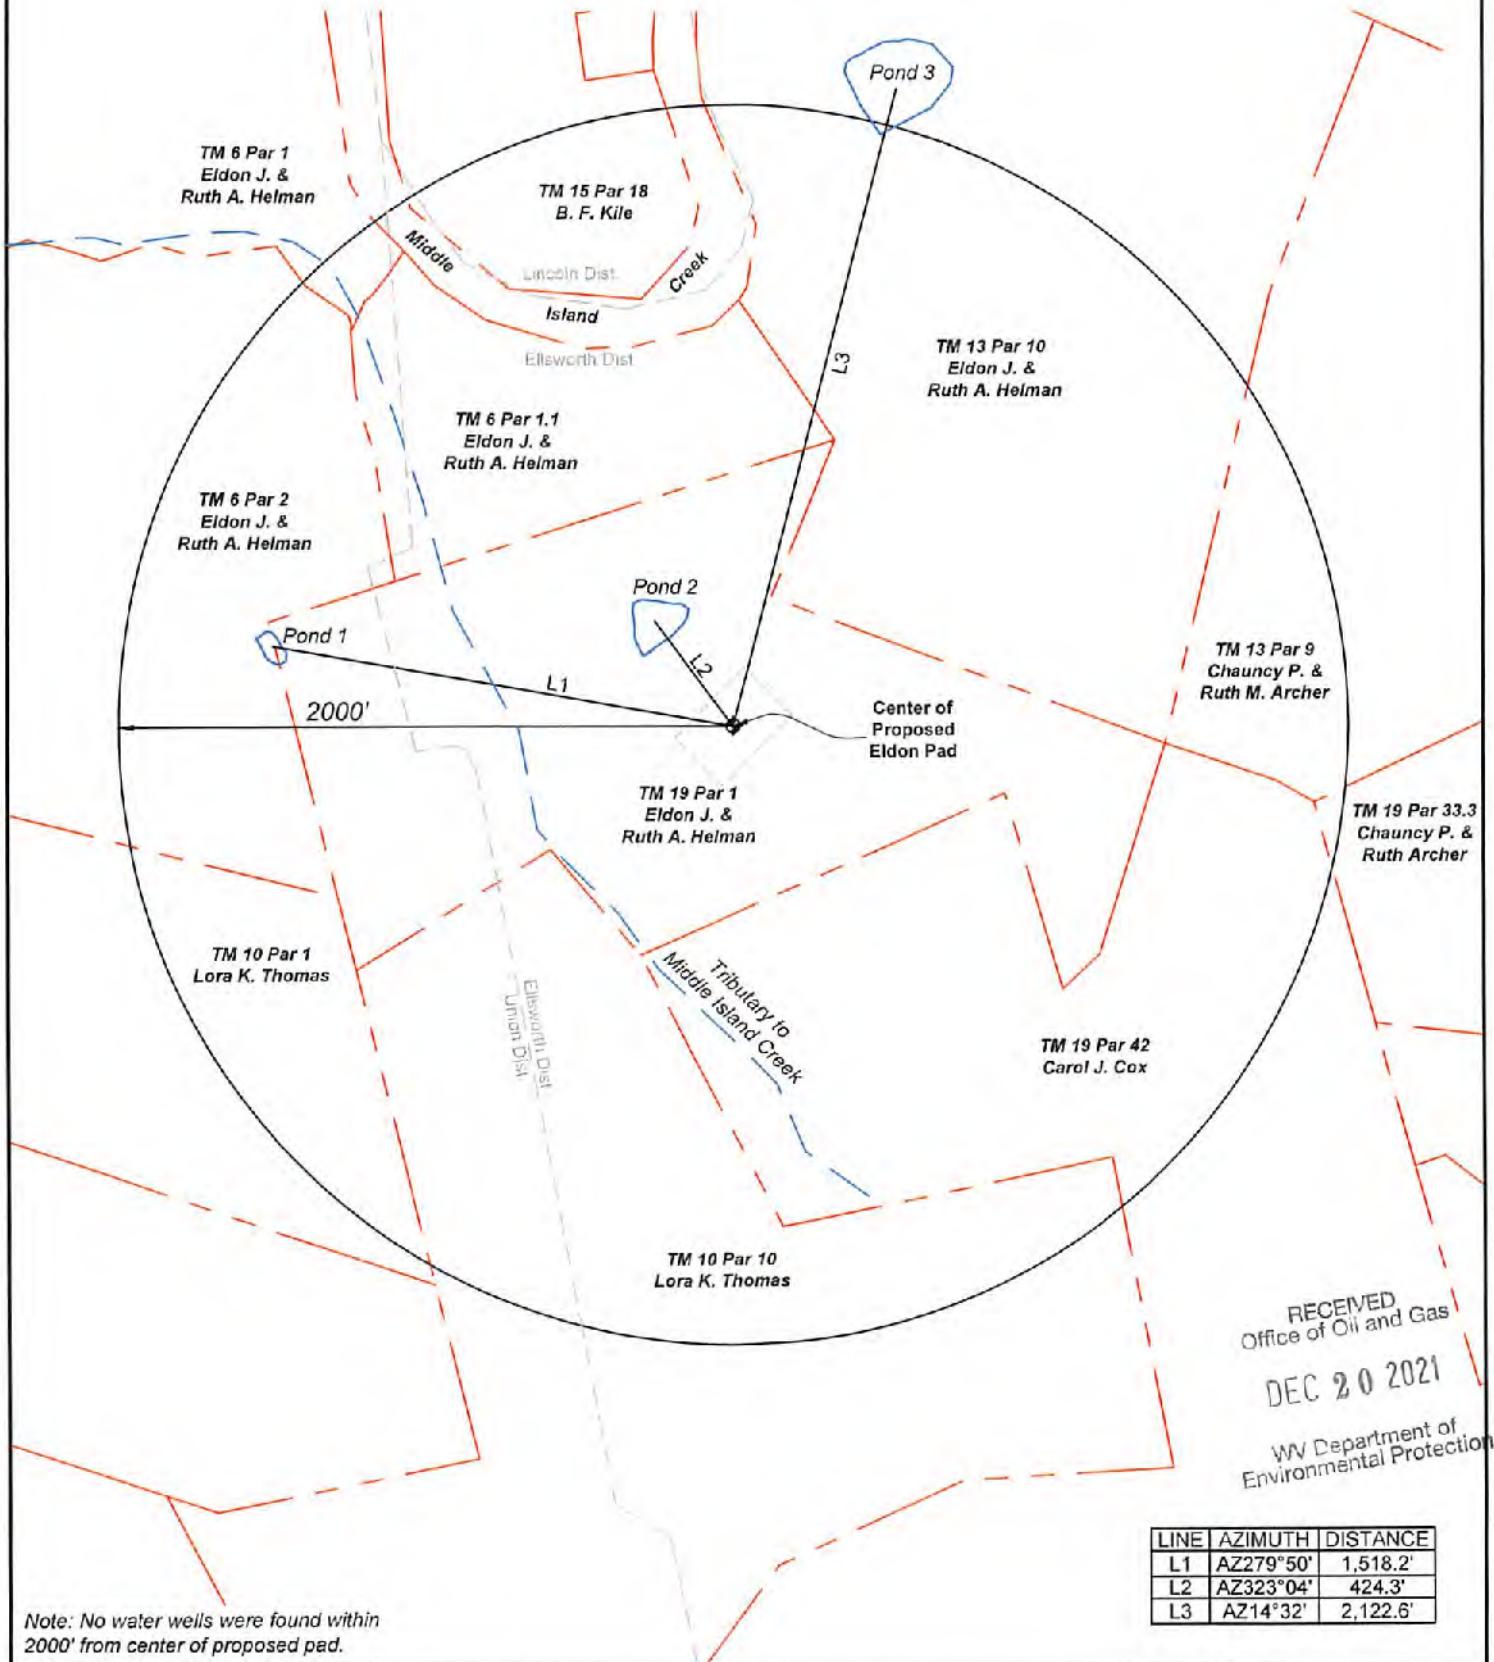 Pond 3
TM 6 Par 1
Eldon J. &
Ruth A. Helman
TM 15 Par 18
B. F. Kile
Middle
Island
Creek
Lincoln Dist.
Ellsworth Dist
L3
TM 13 Par 10
Eldon J. &
Ruth A. Helman
TM 6 Par 1.1
Eldon J. &
Ruth A. Helman
TM 6 Par 2
Eldon J. &
Ruth A. Helman
Pond 2
Pond 1
L1
L2
2000'
TM 13 Par 9
Chauncy P. &
Ruth M. Archer
Center of
Proposed
Eldon Pad
TM 19 Par 1
Eldon J. &
Ruth A. Helman
TM 19 Par 33.3
Chauncy P. &
Ruth Archer
TM 10 Par 1
Lora K. Thomas
Ellsworth Dist.
Union Dist.
Tributary to
Middle Island Creek
TM 19 Par 42
Carol J. Cox
TM 10 Par 10
Lora K. Thomas
RECEIVED
Office of Oil and Gas
DEC 20 2021
WV Department of
Environmental Protection
LINE AZIMUTH DISTANCE
L1 AZ279°50' 1,518.2'
L2 AZ323°04' 424.3'
L3 AZ14°32' 2,122.6'
Note: No water wells were found within
2000' from center of proposed pad.